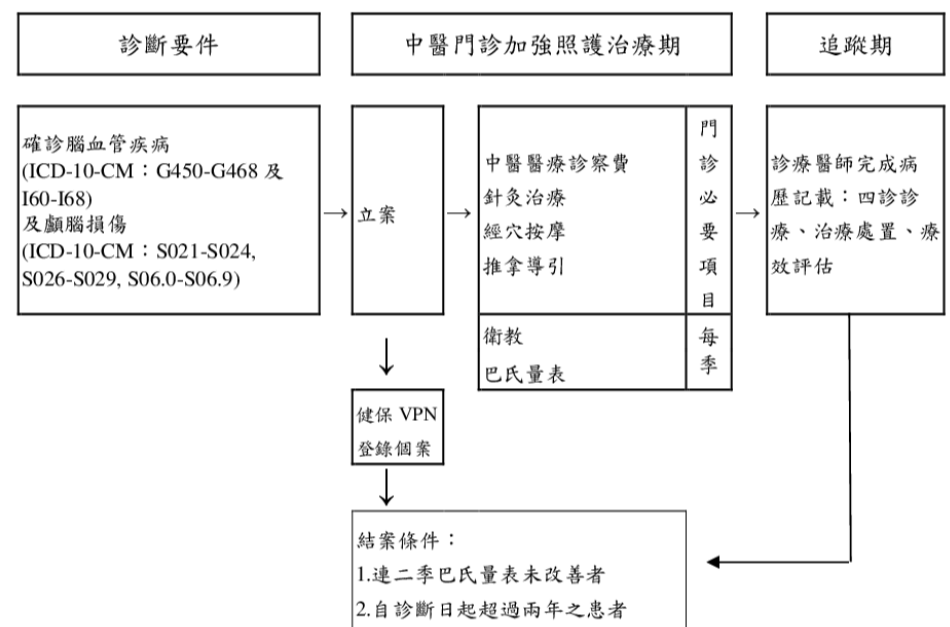 診斷要件
中醫門診加強照護治療期
追蹤期
確診腦血管疾病
(ICD-10-CM：G450-G468 及
I60-I68)
及顱腦損傷
(ICD-10-CM：S021-S024,
S026-S029, S06.0-S06.9)
→
立案
→
中醫醫療診察費
針灸治療
經穴按摩
推拿導引
門
診
必
要
項
目
衛教
巴氏量表
每
季
→
診療醫師完成病
歷記載：四診診
療、治療處置、療
效評估
↓
健保 VPN
登錄個案
↓
結案條件：
1.連二季巴氏量表未改善者
2.自診斷日起超過兩年之患者